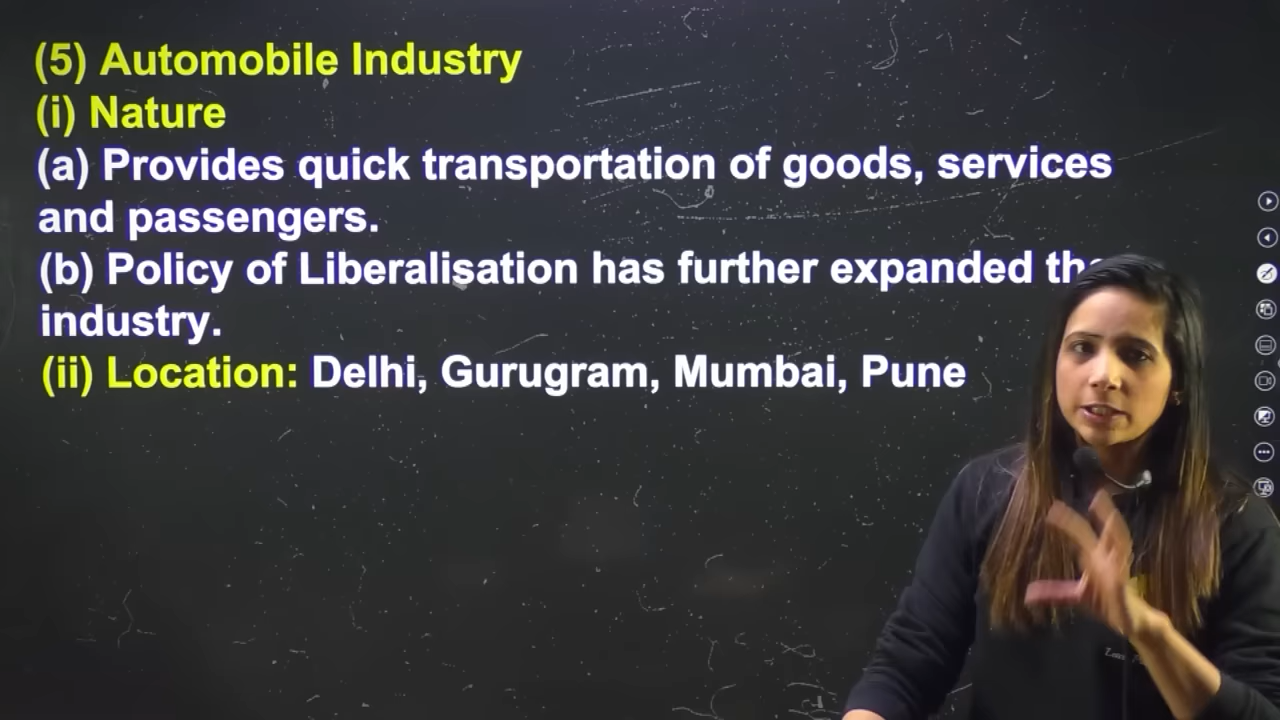 (5) Automobile Industry
(i) Nature
(a) Provides quick transportation of goods, services
and passengers.
(b) Policy of Liberalisation has further expanded the
industry.
(ii) Location: Delhi, Gurugram, Mumbai, Pune